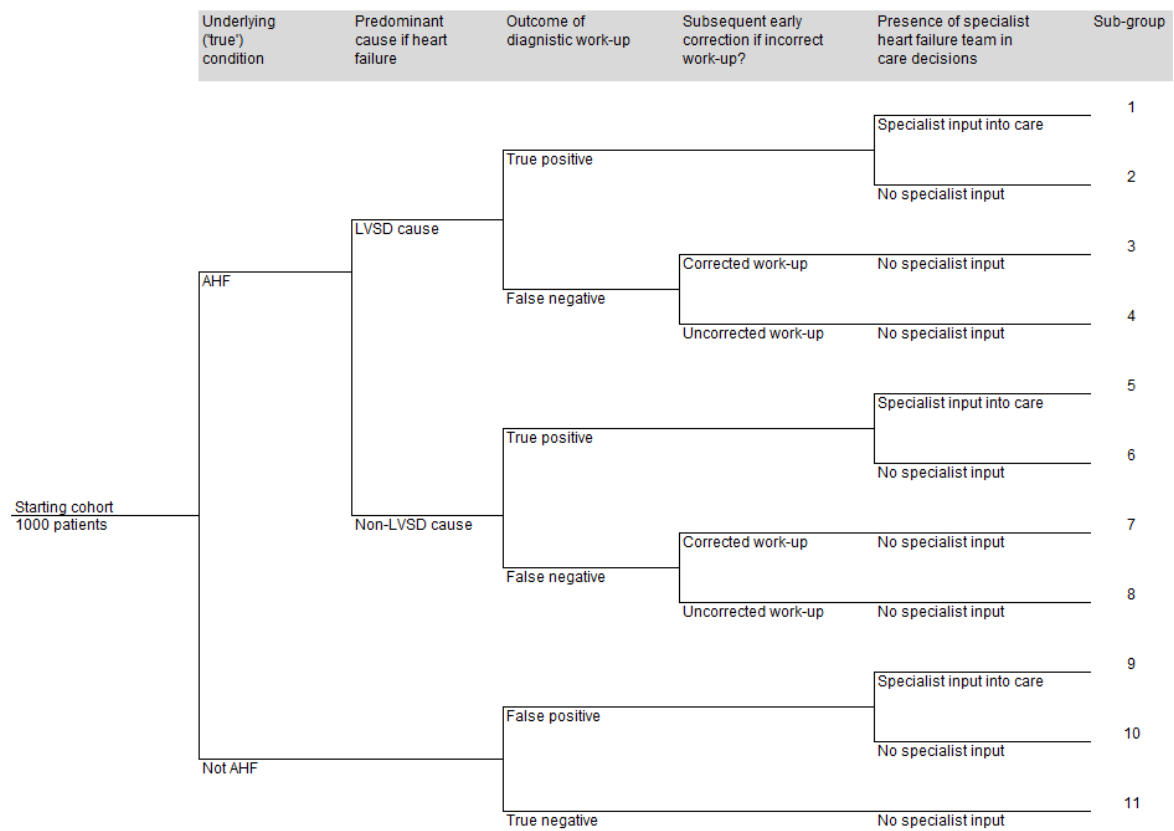 Underlying
('true')
condition
Predominant
cause if heart
failure
Outcome of
diagnostic work-up
Subsequent early
correction if incorrect
work-up?
Presence of specialist
heart failure team in
care decisions
Sub-group
1
Specialist input into care
True positive
2
No specialist input
LVSD cause
3
Corrected work-up
No specialist input
AHF
False negative
4
Uncorrected work-up
No specialist input
5
Specialist input into care
True positive
6
No specialist input
Starting cohort
1000 patients
Non-LVSD cause
7
Corrected work-up
No specialist input
False negative
8
Uncorrected work-up
No specialist input
9
Specialist input into care
False positive
10
No specialist input
Not AHF
11
True negative
No specialist input